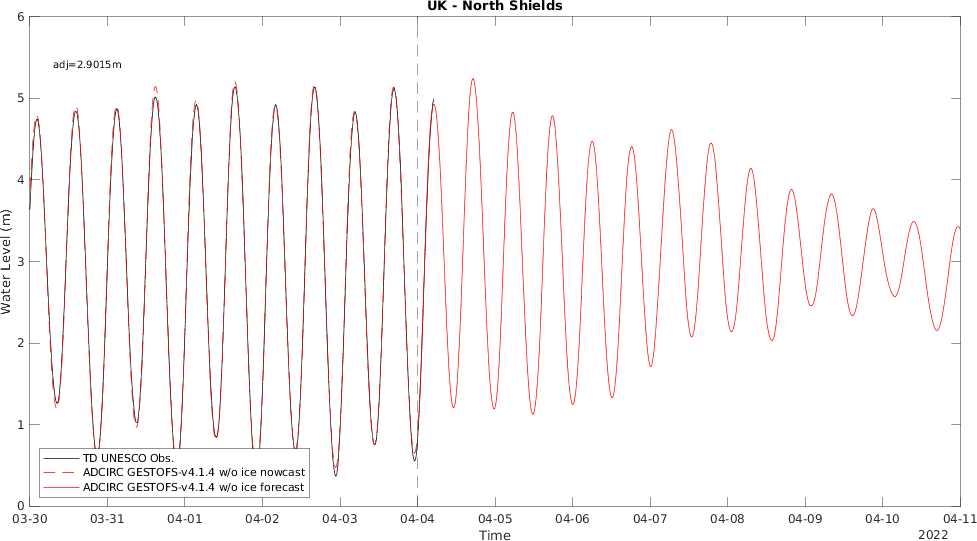 UK - North Shields
6
adj=2.9015m
5
4
3
Water Level (m)
2
1
TD UNESCO Obs.
ADCIRC GESTOFS-v4.1.4 w/o ice nowcast
ADCIRC GESTOFS-v4.1.4 w/o ice forecast
0
03-30 03-31 04-01 04-02 04-03 04-04 04-05 04-06 04-07 04-08 04-09 04-10 04-11
Time
2022